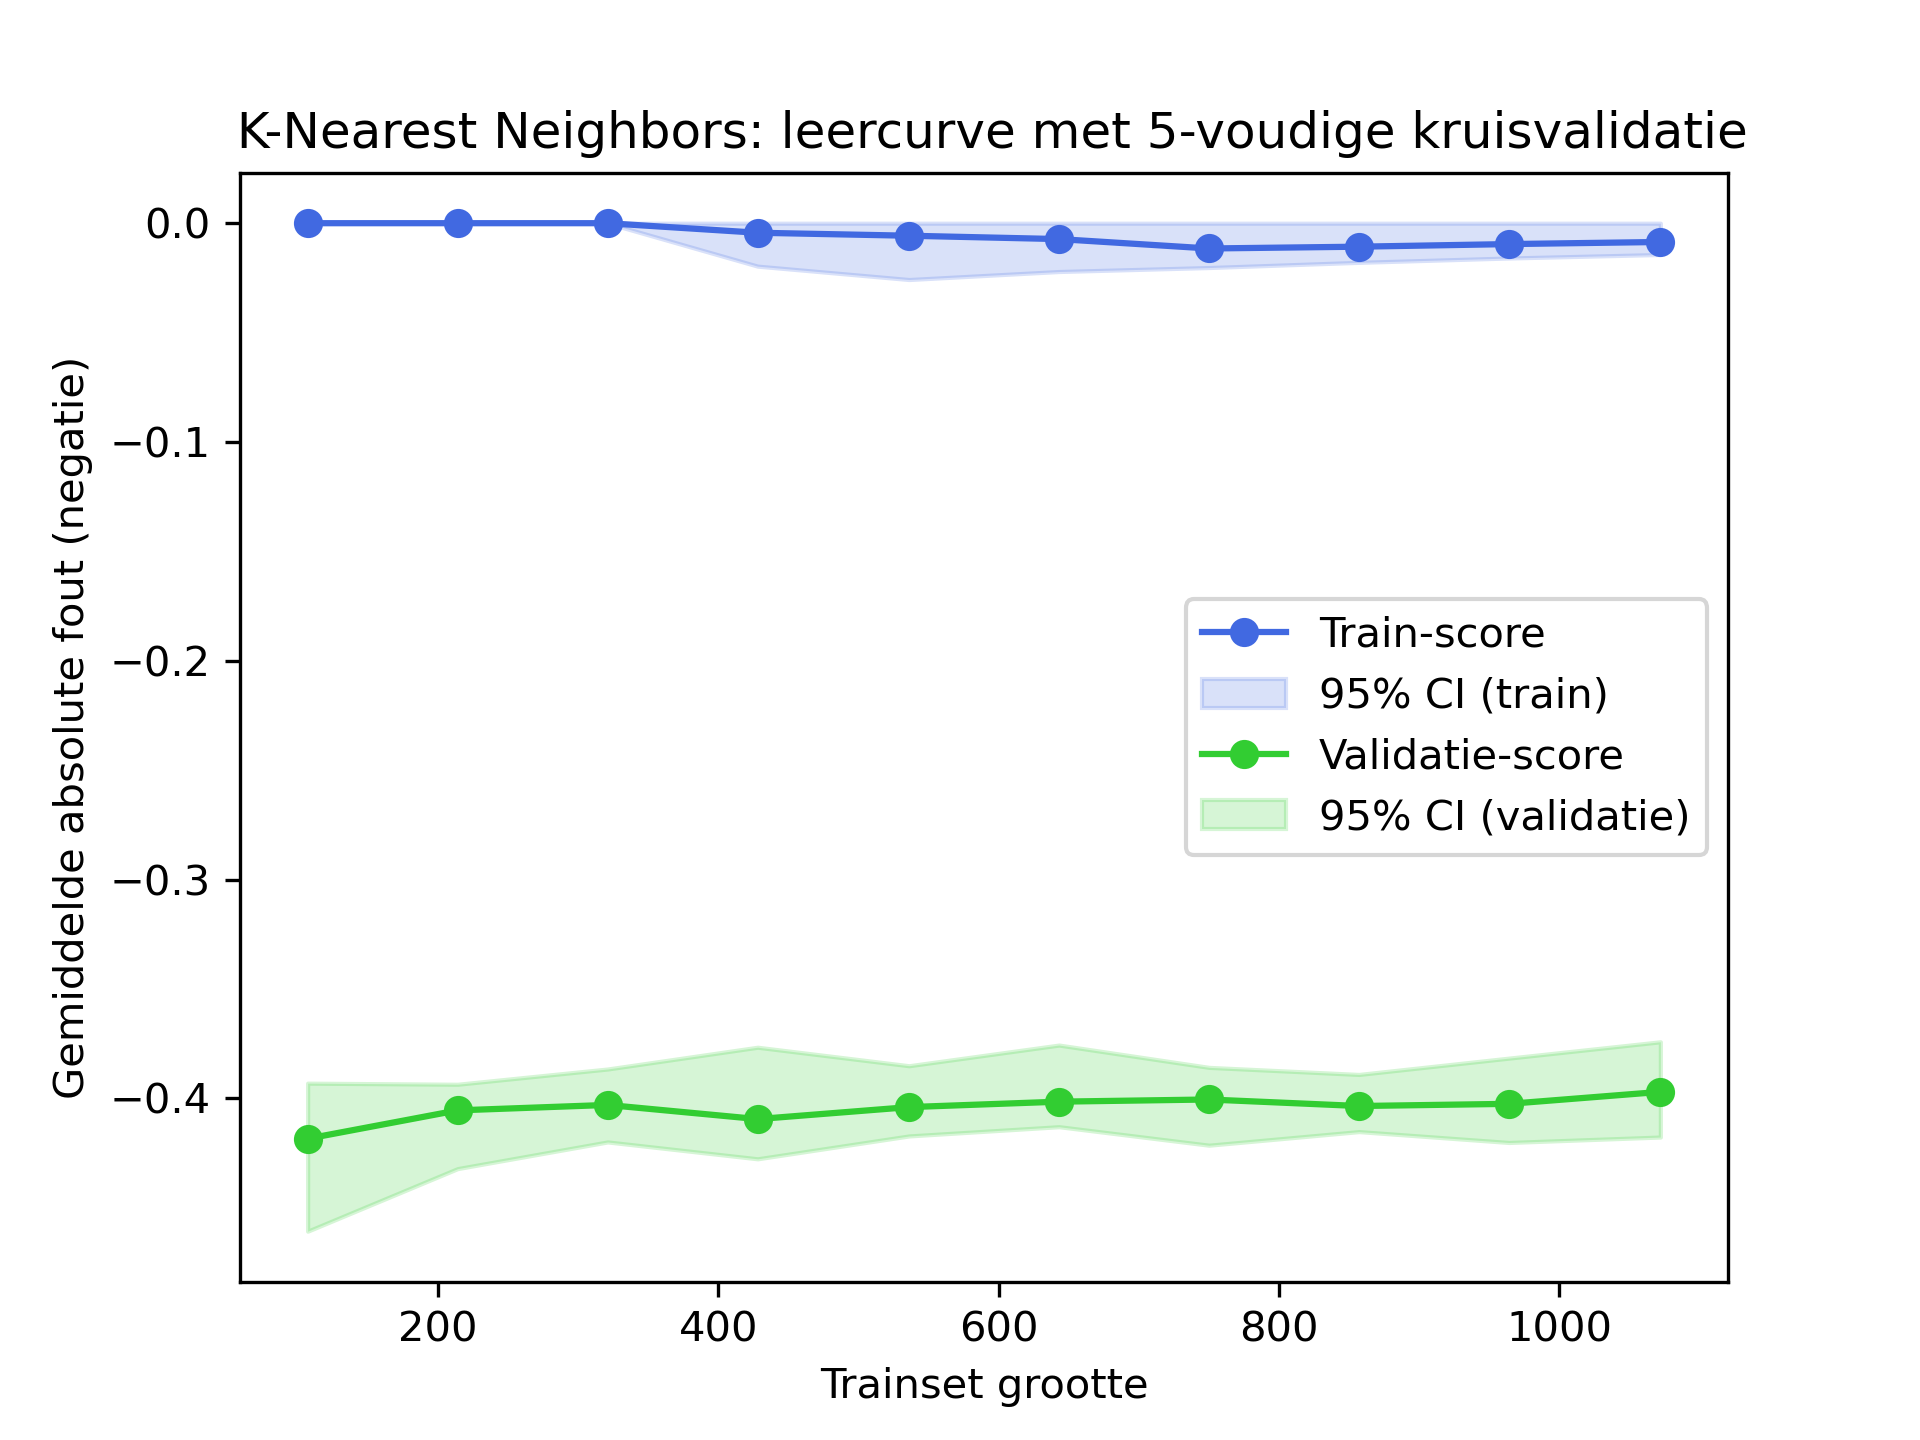 K-Nearest Neighbors: leercurve met 5-voudige kruisvalidatie
Gemiddelde absolute fout (negatie)
0.0
−0.1
−0.2
−0.3
−0.4
Train-score
95% CI (train)
Validatie-score
95% CI (validatie)
200 400 600 800 1000
Trainset grootte